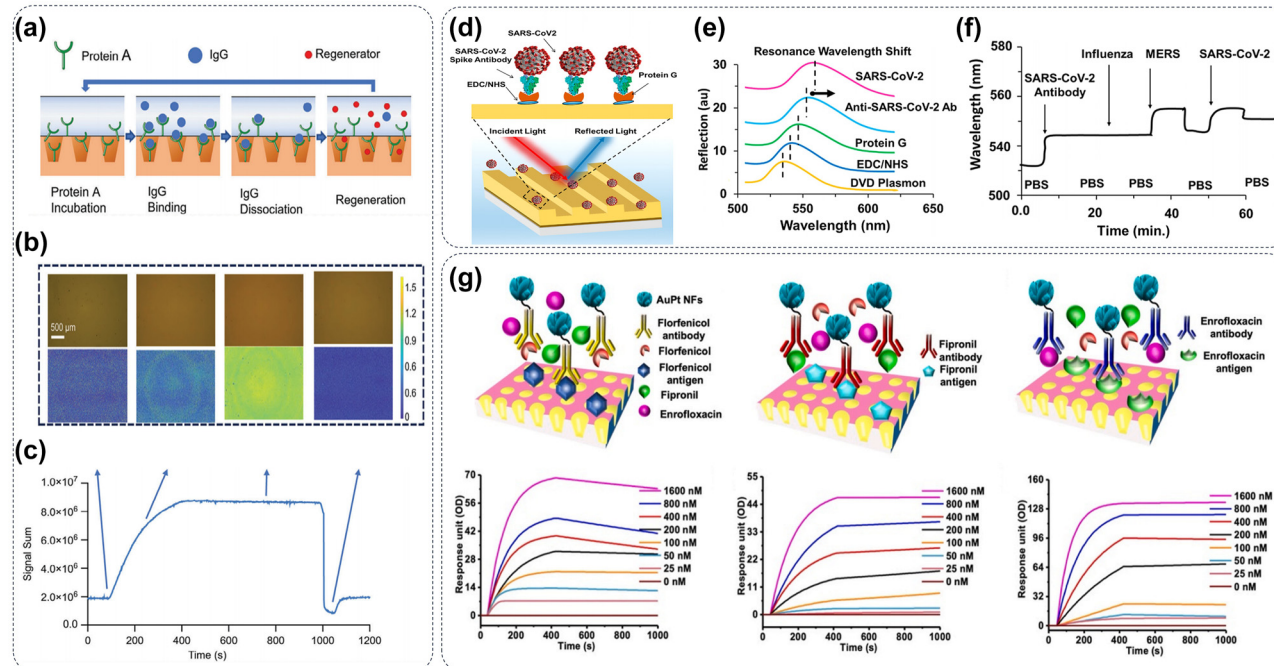 (a)
Protein A
IgG
Regenerator
Protein A
Incubation
IgG
Binding
IgG
Dissociation
Regeneration
(b)
500 μm
1.5
1.2
0.9
0.6
0
(c)
Signal Sum
1.0×10⁷
8.0×10⁶
6.0×10⁶
4.0×10⁶
2.0×10⁶
0.0
0 200 400 600 800 1000 1200
Time (s)
(d)
SARS-CoV2
SARS-CoV-2
Spike Antibody
EDC/NHS
Protein G
Incident Light
Reflected Light
(e)
Resonance Wavelength Shift
Reflection (au)
30
20
10
0
SARS-CoV-2
Anti-SARS-CoV-2 Ab
Protein G
EDC/NHS
DVD Plasmon
500 550 600 650
Wavelength (nm)
(f)
Wavelength (nm)
580
560
540
500
Influenza
MERS
SARS-CoV-2
Antibody
SARS-CoV-2
PBS PBS PBS PBS PBS
0.0 20 40 60
Time (min.)
(g)
AuPt NFs
Florfenicol
antibody
Florfenicol
Florfenicol
antigen
Fipronil
Enrofloxacin
Fipronil
antibody
Fipronil
antigen
Enrofloxacin
antibody
Enrofloxacin
antigen
Response unit (OD)
70
56
42
28
14
0
1600 nM
800 nM
400 nM
200 nM
100 nM
50 nM
25 nM
0 nM
0 200 400 600 800 1000
Time (s)
Response unit (OD)
55
44
33
22
11
0
1600 nM
800 nM
400 nM
200 nM
100 nM
50 nM
25 nM
0 nM
0 200 400 600 800 1000
Time (s)
Response unit (OD)
160
128
96
64
32
0
1600 nM
800 nM
400 nM
200 nM
100 nM
50 nM
25 nM
0 nM
0 200 400 600 800 1000
Time (s)